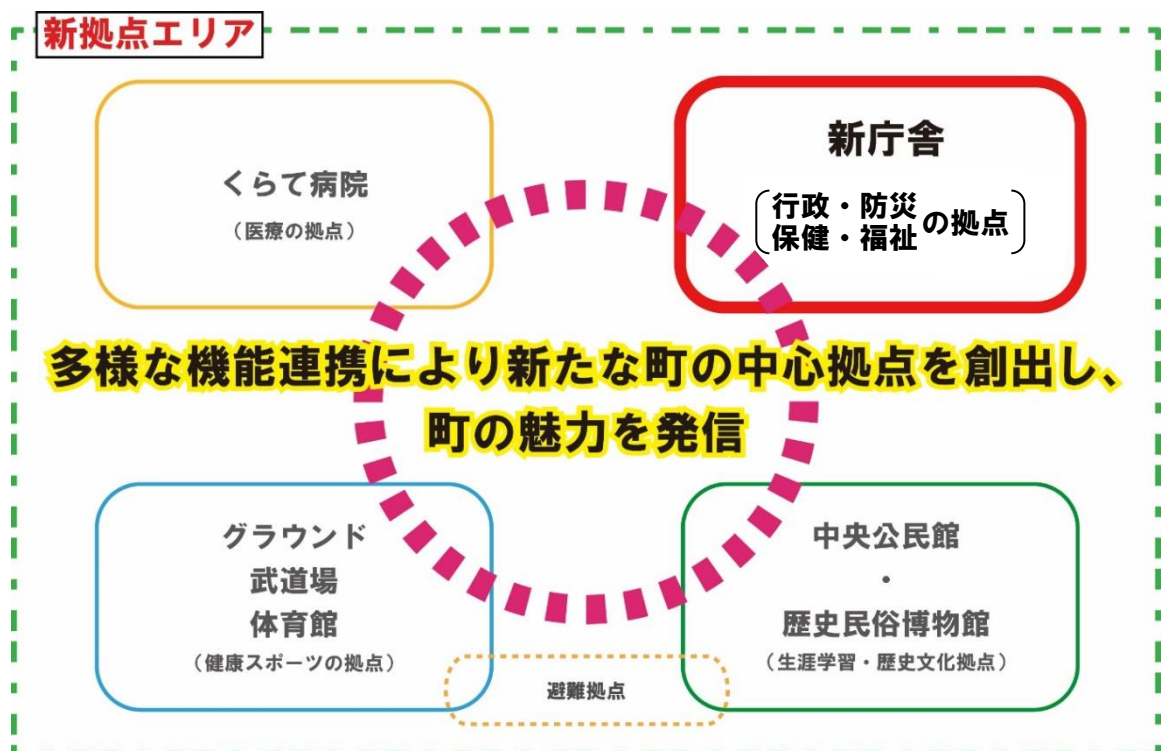 新拠点エリア
くらて病院
（医療の拠点）
新庁舎
行政・防災
保健・福祉
の拠点
多様な機能連携により新たな町の中心拠点を創出し、
町の魅力を発信
グラウンド
武道場
体育館
（健康スポーツの拠点）
中央公民館
・
歴史民俗博物館
（生涯学習・歴史文化拠点）
避難拠点